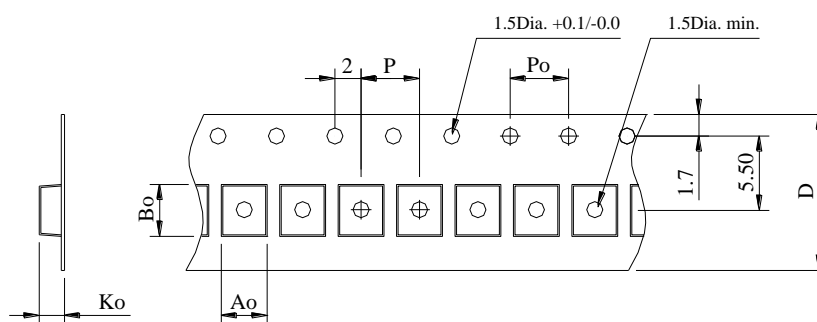 1.5Dia. +0.1/-0.0
1.5Dia. min.
2
P
Po
1.7
5.50
D
Bo
Ko
Ao